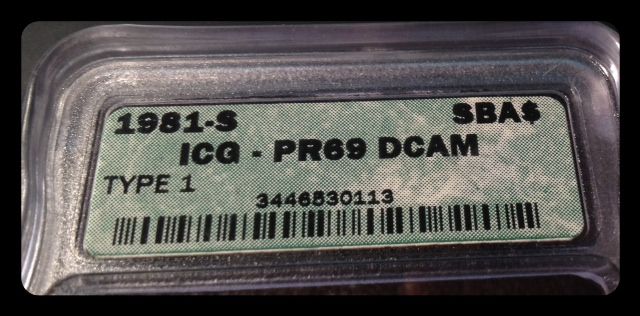 1981-S SBA$
ICG - PR69 DCAM
TYPE 1
3446830113